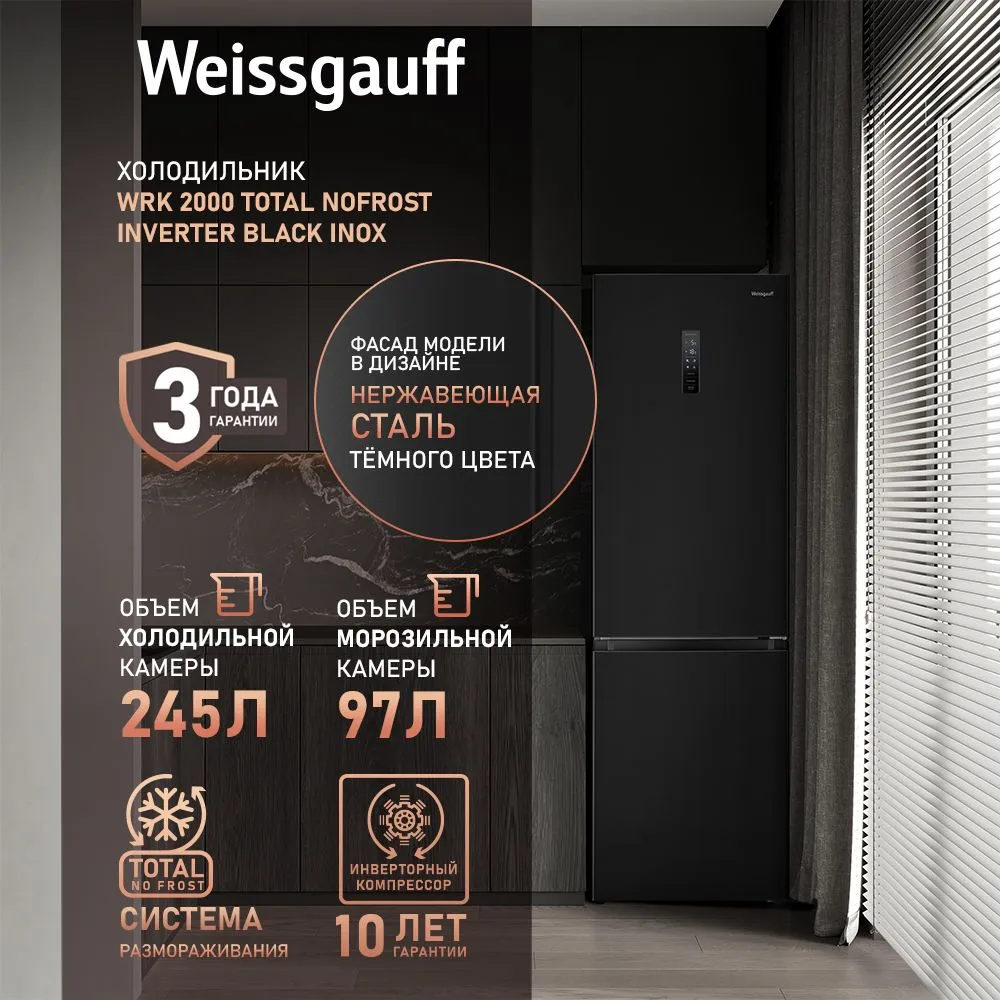 Weissgauff
ХОЛОДИЛЬНИК
WRK 2000 TOTAL NOFROST
INVERTER BLACK INOX
Weissgauff
ФАСАД МОДЕЛИ
В ДИЗАЙНЕ
НЕРЖАВЕЮЩАЯ
СТАЛЬ
ТЁМНОГО ЦВЕТА
3 ГОДА
ГАРАНТИИ
ОБЪЕМ
ХОЛОДИЛЬНОЙ
КАМЕРЫ
245Л
ОБЪЕМ
МОРОЗИЛЬНОЙ
КАМЕРЫ
97Л
TOTAL
NO FROST
СИСТЕМА
РАЗМОРАЖИВАНИЯ
ИНВЕРТОРНЫЙ
КОМПРЕССОР
10 ЛЕТ
ГАРАНТИИ